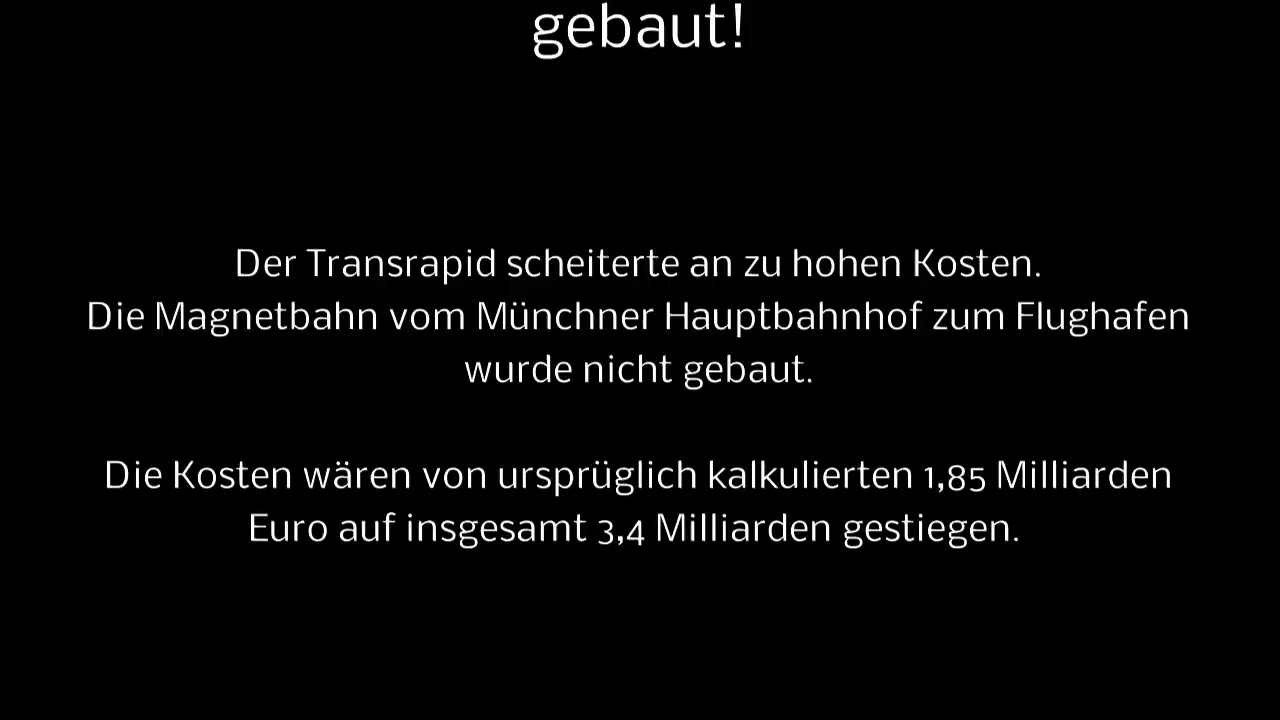 gebaut!
Der Transrapid scheiterte an zu hohen Kosten.
Die Magnetbahn vom Münchner Hauptbahnhof zum Flughafen
wurde nicht gebaut.
Die Kosten wären von ursprüglich kalkulierten 1,85 Milliarden
Euro auf insgesamt 3,4 Milliarden gestiegen.